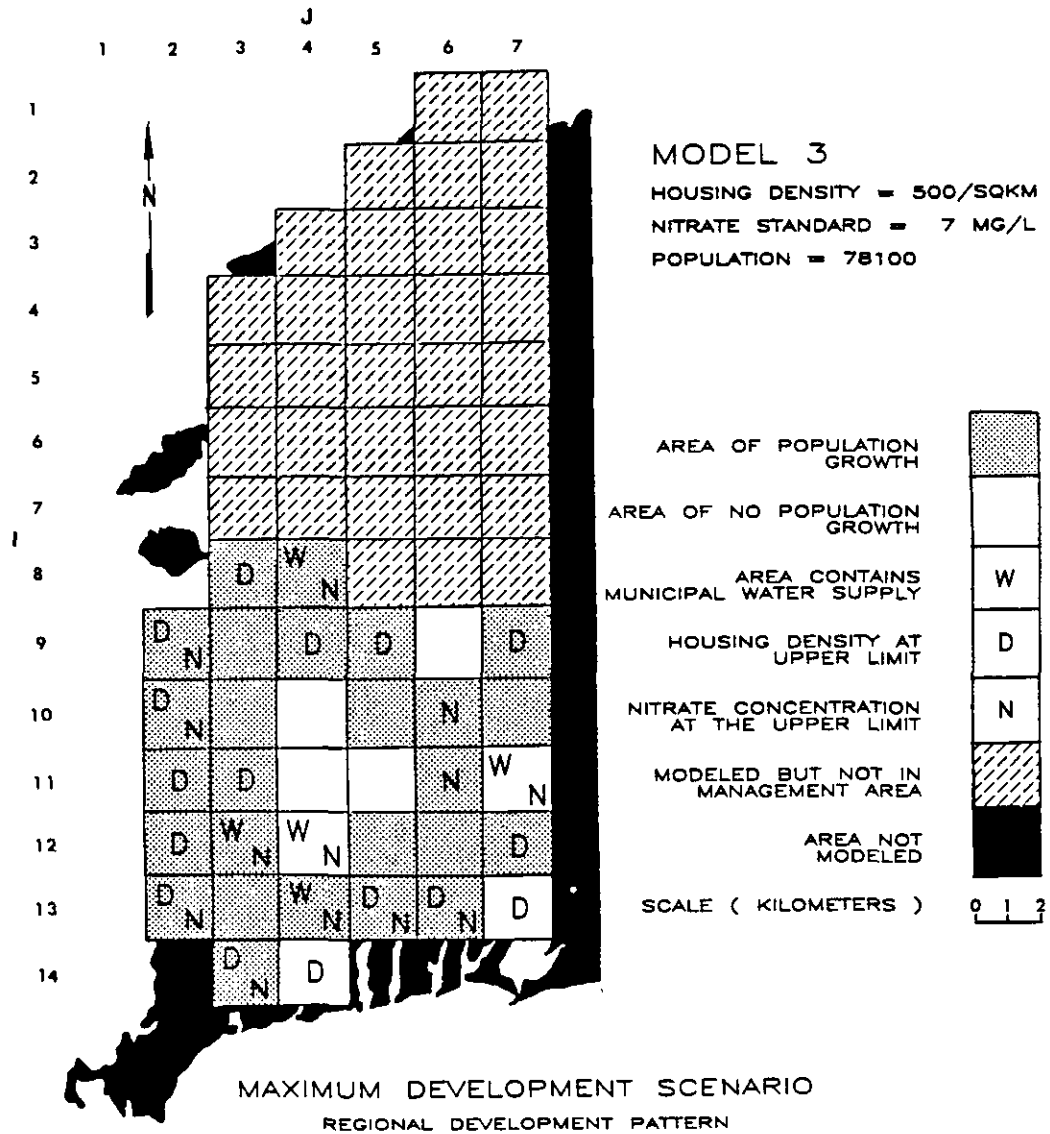 J
1 2 3 4 5 6 7
1
2
N
3
4
5
6
7
I
8
9
10
11
12
13
14
D W N
D N D D D
D N N
D D N W N
D W N W N D
D N W N D N D N D
D N D
MODEL 3
HOUSING DENSITY = 500/SQKM
NITRATE STANDARD = 7 MG/L
POPULATION = 78100
AREA OF POPULATION
GROWTH
AREA OF NO POPULATION
GROWTH
AREA CONTAINS
MUNICIPAL WATER SUPPLY
W
HOUSING DENSITY AT
UPPER LIMIT
D
NITRATE CONCENTRATION
AT THE UPPER LIMIT
N
MODELED BUT NOT IN
MANAGEMENT AREA
AREA NOT
MODELED
SCALE ( KILOMETERS )
0 1 2
MAXIMUM DEVELOPMENT SCENARIO
REGIONAL DEVELOPMENT PATTERN